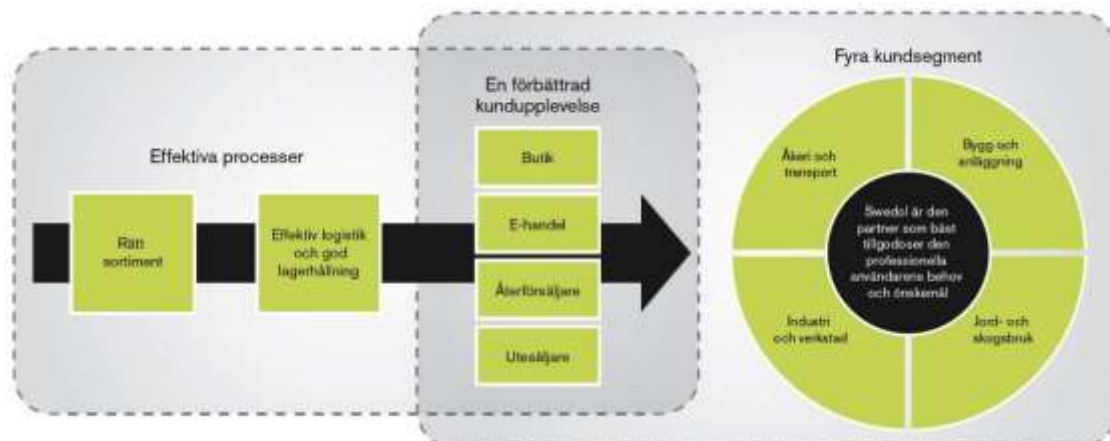 Effektiva processer
Rätt
sortiment
Effektiv logistik
och god
lagerhållning
En förbättrad
kundupplevelse
Butik
E-handel
Återförsäljare
Utesäljare
Fyra kundsegment
Åkeri och
transport
Bygg och
anläggning
Swedol är den
partner som bäst
tillgodoser den
professionella
användarens behov
och önskemål
Industri
och verkstad
Jord- och
skogsbruk